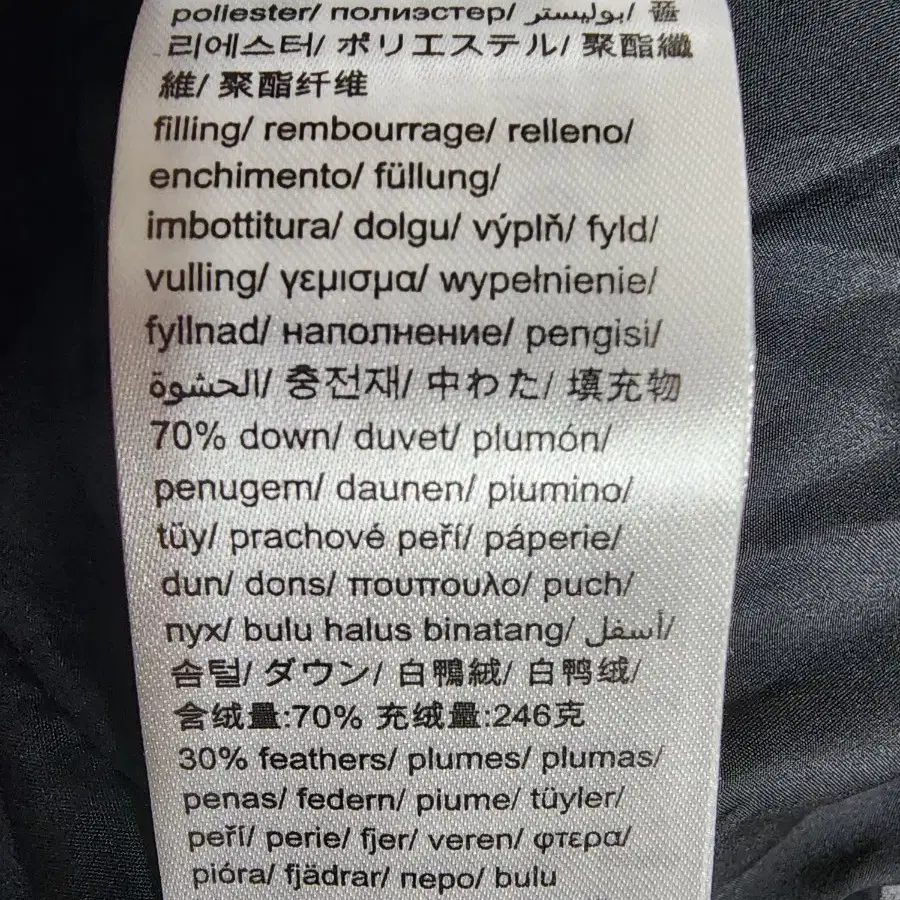 poliester/ полиэстер/ بوليستر/ 폴
리에스터/ ポリエステル/ 聚酯纖
維/ 聚酯纤维
filling/ rembourrage/ relleno/
enchimento/ füllung/
imbottitura/ dolgu/ výplň/ fyld/
vulling/ γεμισμα/ wypełnienie/
fyllnad/ наполнение/ pengisi/
الحشوة/ 충전재/ 中わた/ 填充物
70% down/ duvet/ plumón/
penugem/ daunen/ piumino/
tüy/ prachové peří/ páperie/
dun/ dons/ πουπουλο/ puch/
пух/ bulu halus binatang/ أسفل/
솜털/ ダウン/ 白鴨絨/ 白鸭绒/
含绒量:70% 充绒量:246克
30% feathers/ plumes/ plumas/
penas/ federn/ piume/ tüyler/
peří/ perie/ fjer/ veren/ φτερα/
pióra/ fjädrar/ перо/ bulu